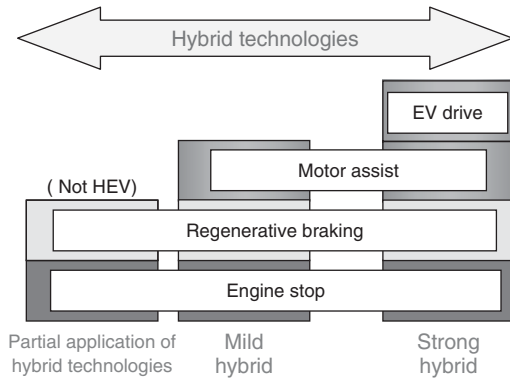 Hybrid technologies
EV drive
Motor assist
( Not HEV)
Regenerative braking
Engine stop
Partial application of
hybrid technologies
Mild
hybrid
Strong
hybrid